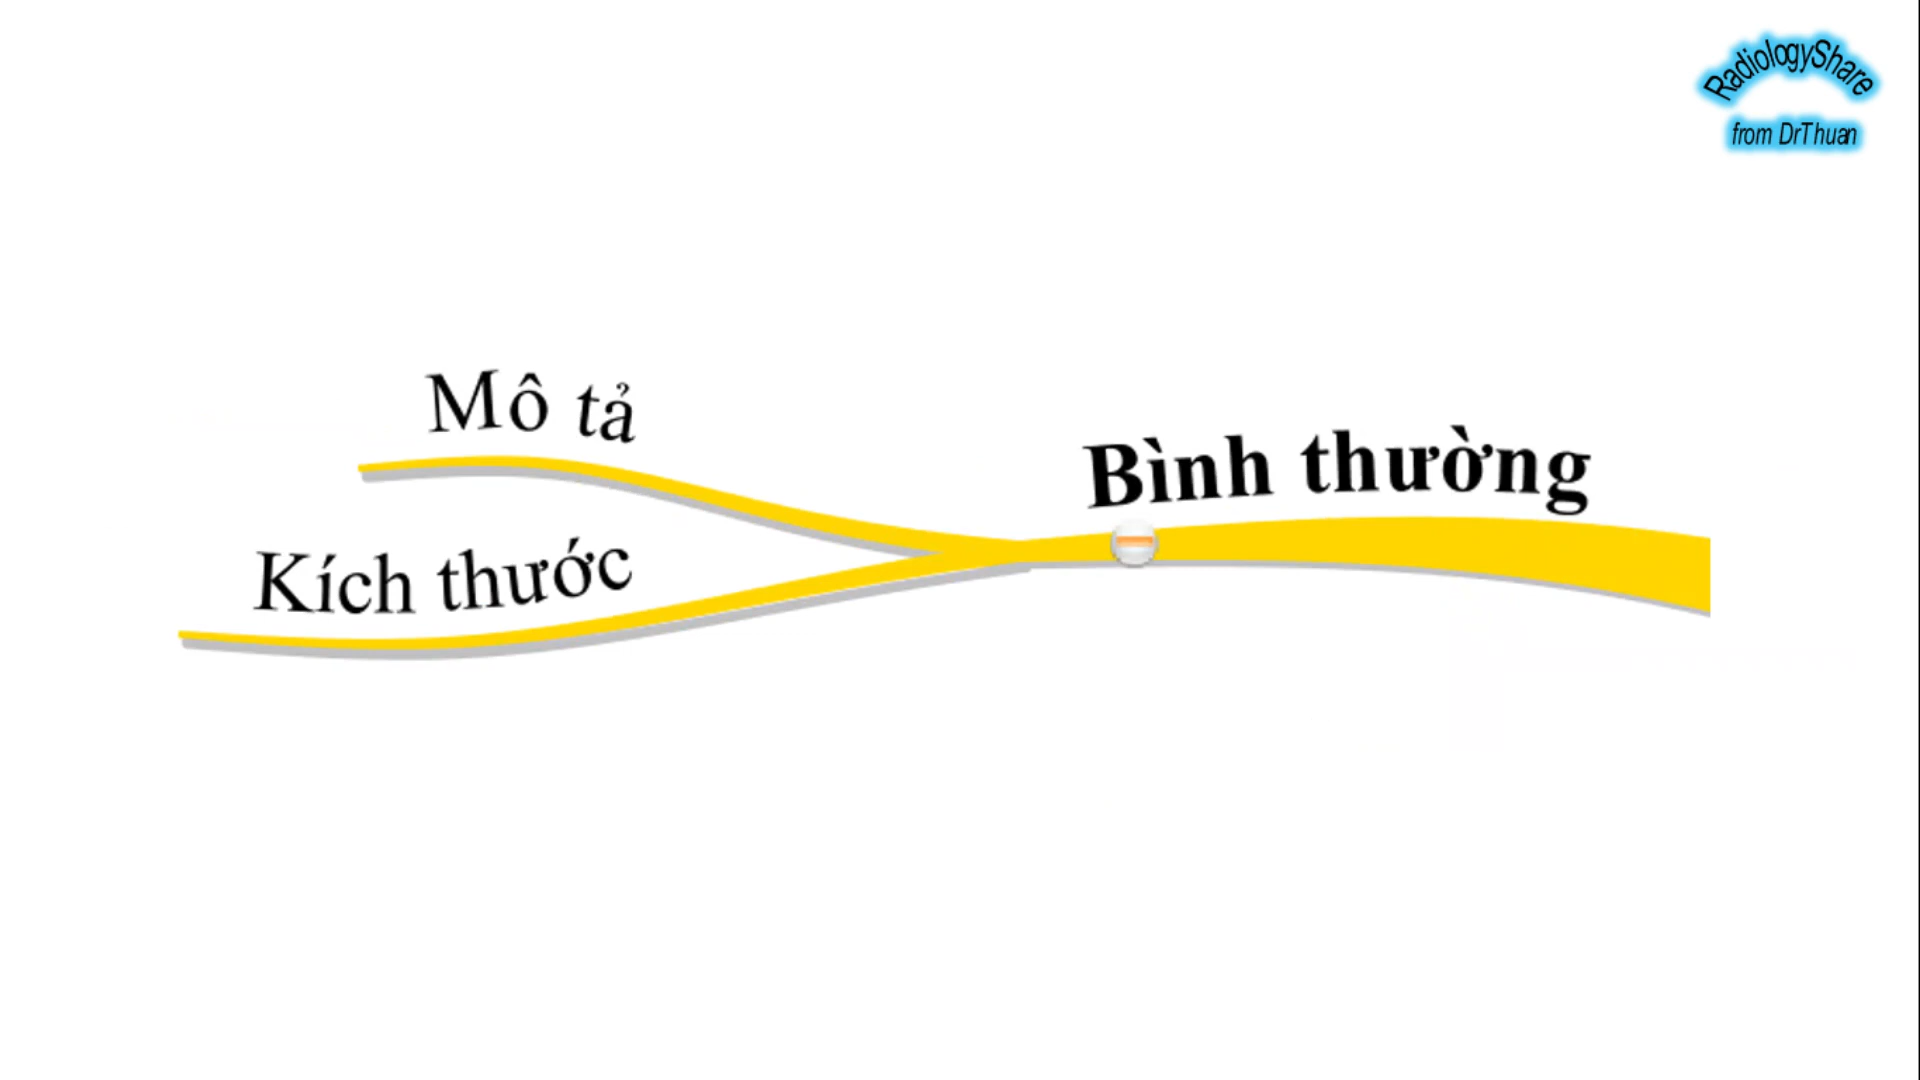 RadiologyShare
from DrThuan
Mô tả
Bình thường
Kích thước